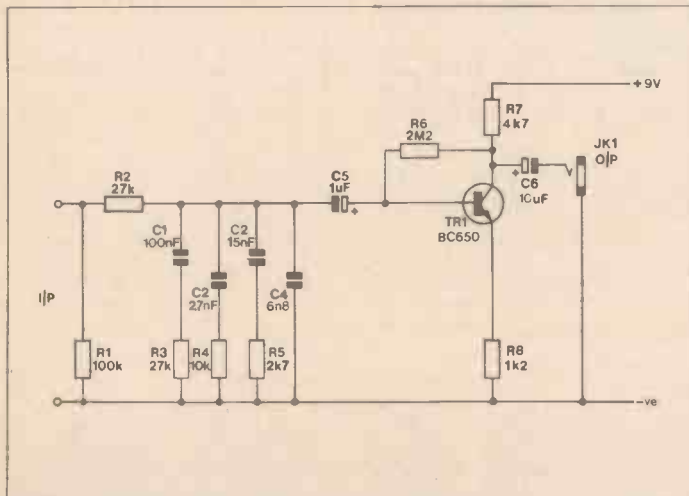 +9V
R7
4k7
R6
2M2
JK1
O/P
R2
27k
C5
1uF
+
+
C6
10uF
C1
100nF
C2
15nF
TR1
BC650
C2
27nF
C4
6n8
I/P
R1
100k
R3
27k
R4
10k
R5
2k7
R8
1k2
-ve